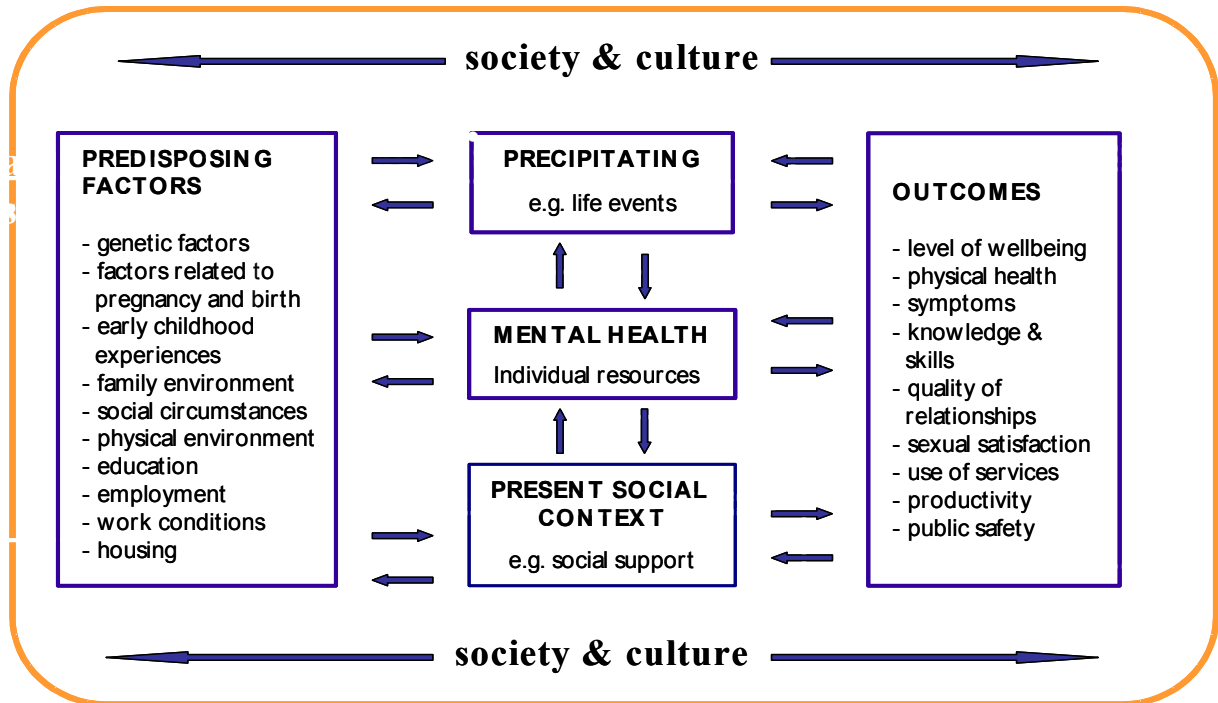 society & culture
PREDISPOSING
FACTORS
- genetic factors
- factors related to
pregnancy and birth
- early childhood
experiences
- family environment
- social circumstances
- physical environment
- education
- employment
- work conditions
- housing
PRECIPITATING
e.g. life events
MENTAL HEALTH
Individual resources
PRESENT SOCIAL
CONTEXT
e.g. social support
OUTCOMES
- level of wellbeing
- physical health
- symptoms
- knowledge &
skills
- quality of
relationships
- sexual satisfaction
- use of services
- productivity
- public safety
society & culture